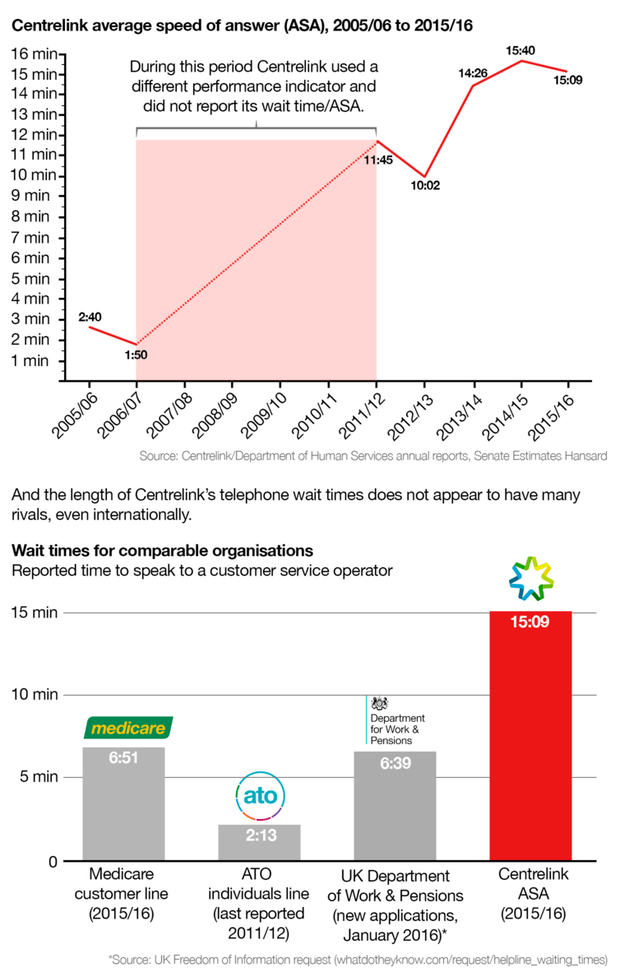 Centrelink average speed of answer (ASA), 2005/06 to 2015/16
16 min
15 min
14 min
13 min
12 min
11 min
10 min
9 min
8 min
7 min
6 min
5 min
4 min
3 min
2 min
1 min
During this period Centrelink used a
different performance indicator and
did not report its wait time/ASA.
2:40
1:50
11:45
10:02
14:26
15:40
15:09
2005/06
2006/07
2007/08
2008/09
2009/10
2010/11
2011/12
2012/13
2013/14
2014/15
2015/16
Source: Centrelink/Department of Human Services annual reports, Senate Estimates Hansard
And the length of Centrelink's telephone wait times does not appear to have many
rivals, even internationally.
Wait times for comparable organisations
Reported time to speak to a customer service operator
15 min
10 min
5 min
0
medicare
6:51
ato
2:13
Department
for Work &
Pensions
6:39
15:09
Medicare
customer line
(2015/16)
ATO
individuals line
(last reported
2011/12)
UK Department
of Work & Pensions
(new applications,
January 2016)*
Centrelink
ASA
(2015/16)
*Source: UK Freedom of Information request (whatdotheyknow.com/request/helpline_waiting_times)